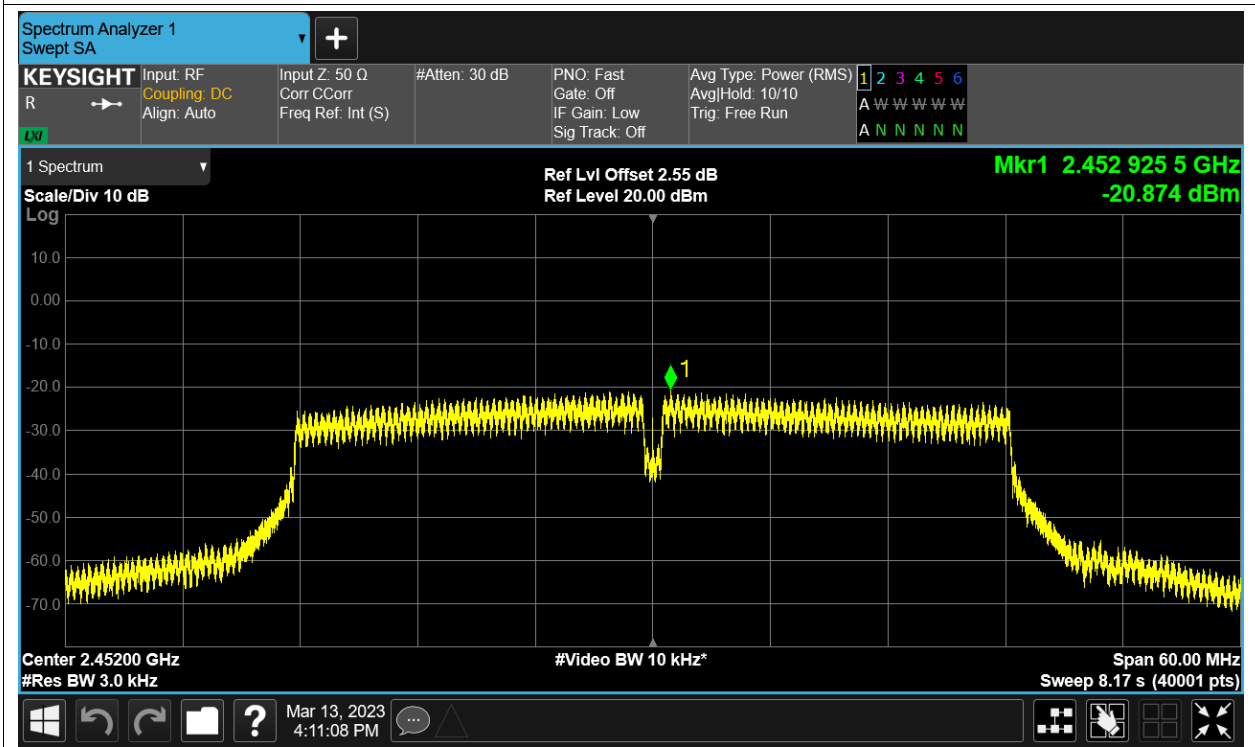 Spectrum Analyzer 1
Swept SA
KEYSIGHT
R
LXI
Input: RF
Coupling: DC
Align: Auto
Input Z: 50 Ω
Corr CCorr
Freq Ref: Int (S)
#Atten: 30 dB
PNO: Fast
Gate: Off
IF Gain: Low
Sig Track: Off
Avg Type: Power (RMS)
Avg|Hold: 10/10
Trig: Free Run
1 2 3 4 5 6
A W W W W W
A N N N N N
1 Spectrum
Scale/Div 10 dB
Log
Ref Lvl Offset 2.55 dB
Ref Level 20.00 dBm
Mkr1 2.452 925 5 GHz
-20.874 dBm
10.0
0.00
-10.0
-20.0
-30.0
-40.0
-50.0
-60.0
-70.0
1
Center 2.45200 GHz
#Res BW 3.0 kHz
#Video BW 10 kHz*
Span 60.00 MHz
Sweep 8.17 s (40001 pts)
?
Mar 13, 2023
4:11:08 PM